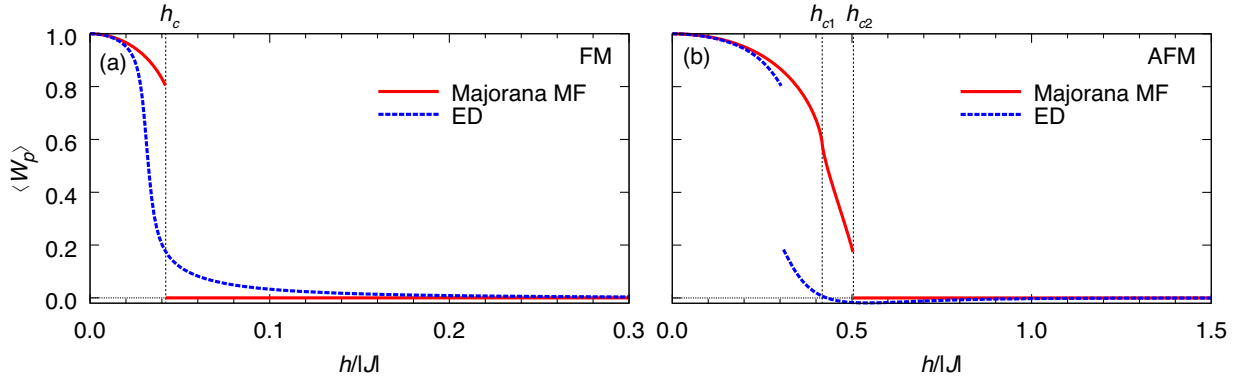 h_c
h_c1 h_c2
1.0
0.8
0.6
0.4
0.2
0.0
⟨W_p⟩
(a)
FM
Majorana MF
ED
0.0 0.1 0.2 0.3
h/|J|
(b)
AFM
Majorana MF
ED
0.0 0.5 1.0 1.5
h/|J|